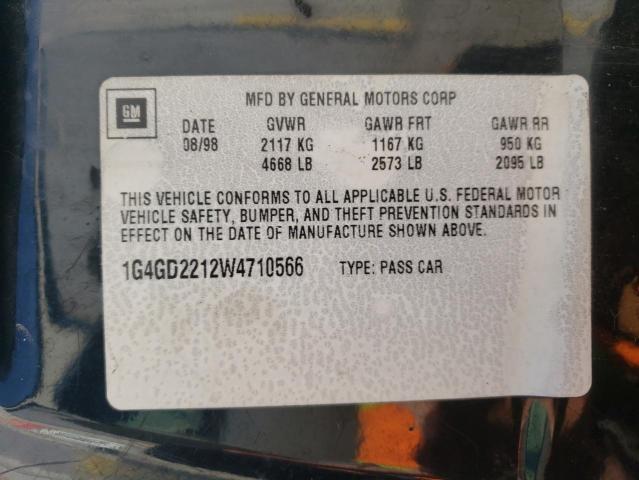 GM
MFD BY GENERAL MOTORS CORP
DATE GVWR GAWR FRT GAWR RR
08/98 2117 KG 1167 KG 950 KG
4668 LB 2573 LB 2095 LB
THIS VEHICLE CONFORMS TO ALL APPLICABLE U.S. FEDERAL MOTOR
VEHICLE SAFETY, BUMPER, AND THEFT PREVENTION STANDARDS IN
EFFECT ON THE DATE OF MANUFACTURE SHOWN ABOVE.
1G4GD2212W4710566 TYPE: PASS CAR